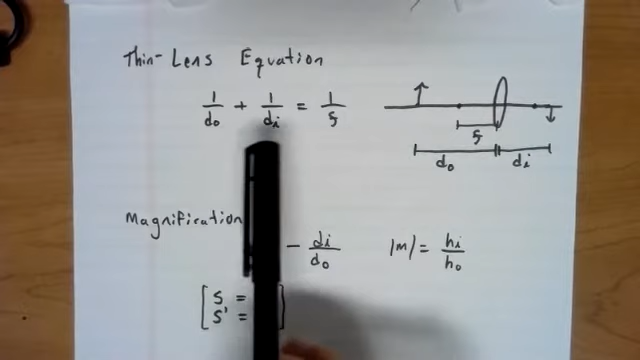 Thin-Lens Equation
1/do + 1/di = 1/f
f
do di
Magnification
- di/do |m| = hi/ho
[ S = ]
[ S' = ]